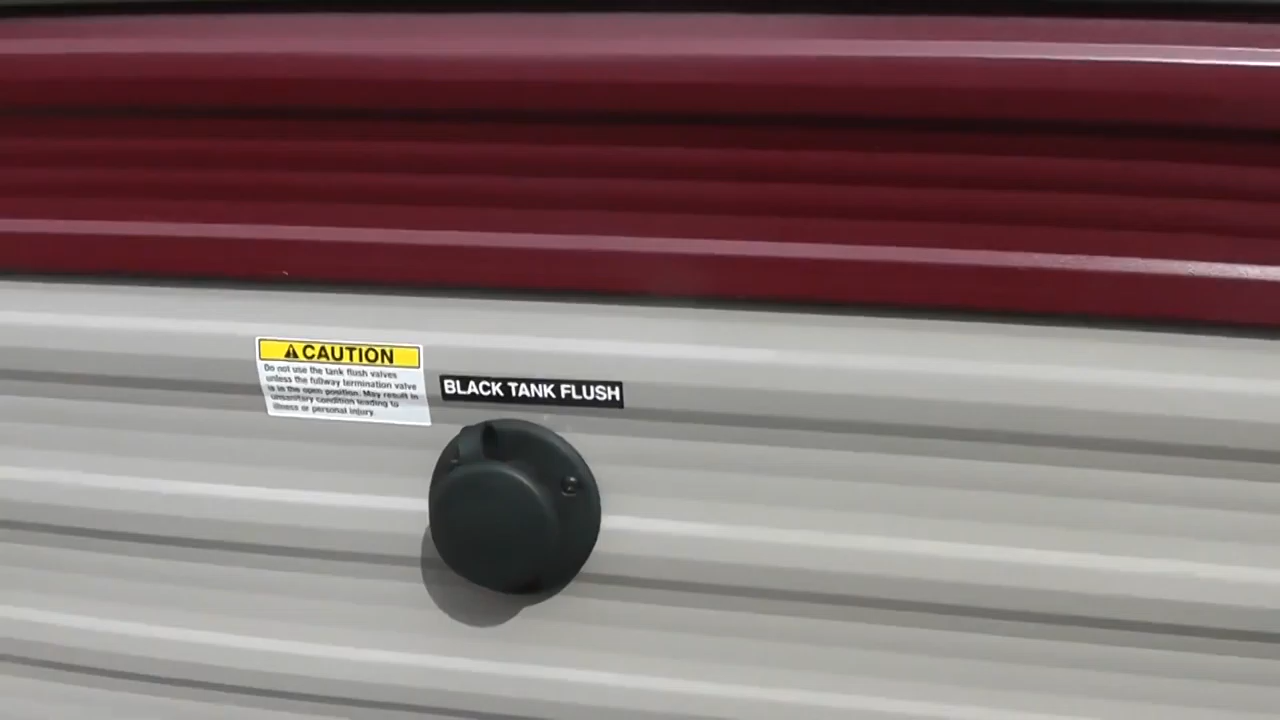 CAUTION
Do not use the tank flush valves
unless the fullway termination valve
is in the open position. May result in
unsanitary condition leading to
illness or personal injury.
BLACK TANK FLUSH